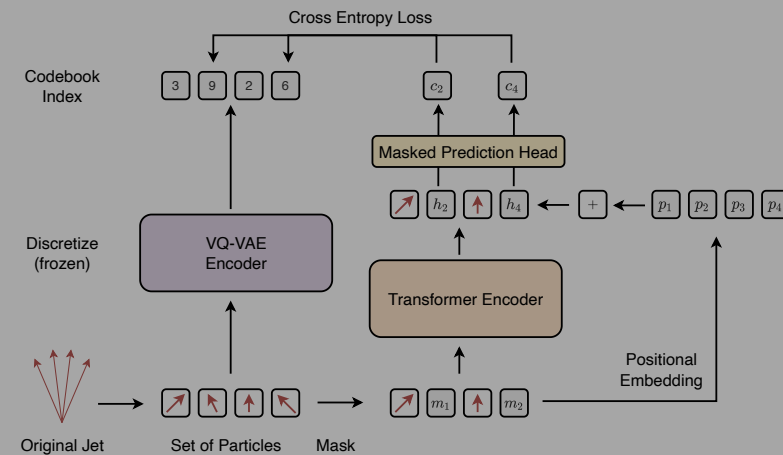 Cross Entropy Loss
Codebook
Index
3 9 2 6
c₂ c₄
Masked Prediction Head
h₂ h₄ + p₁ p₂ p₃ p₄
Discretize
(frozen)
VQ-VAE
Encoder
Transformer Encoder
Positional
Embedding
m₁ m₂
Original Jet Set of Particles Mask